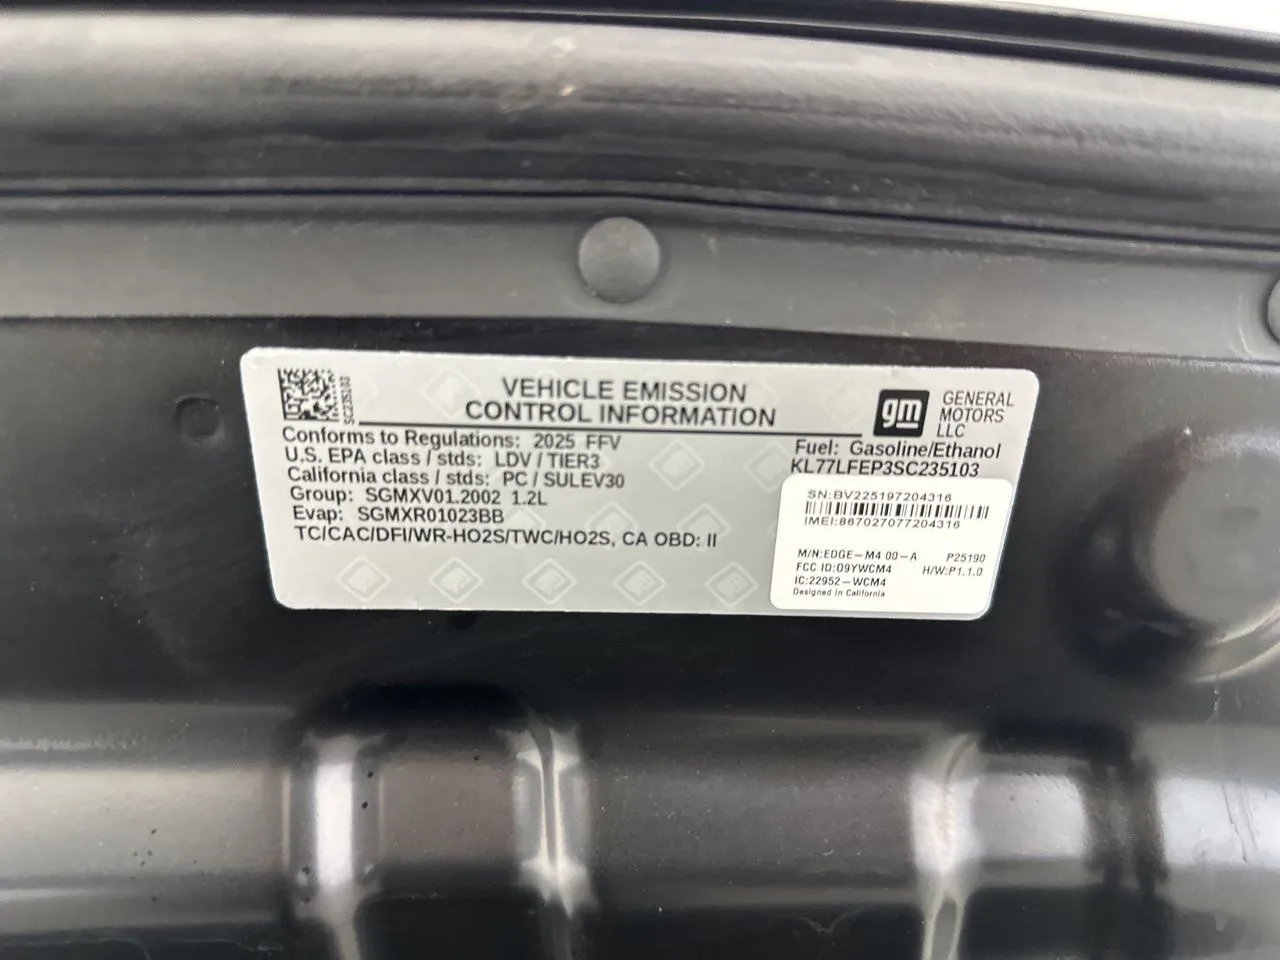 SC235103
VEHICLE EMISSION
CONTROL INFORMATION
gm
GENERAL
MOTORS
LLC
Conforms to Regulations: 2025 FFV
U.S. EPA class / stds: LDV / TIER3
California class / stds: PC / SULEV30
Group: SGMXV01.2002 1.2L
Evap: SGMXR01023BB
TC/CAC/DFI/WR-HO2S/TWC/HO2S, CA OBD: II
Fuel: Gasoline/Ethanol
KL77LFEP3SC235103
SN:BV225197204316
IMEI:867027077204316
M/N:EDGE-M4 00-A P25190
FCC ID:O9YWCM4 H/W:P1.1.0
IC:22952-WCM4
Designed in California